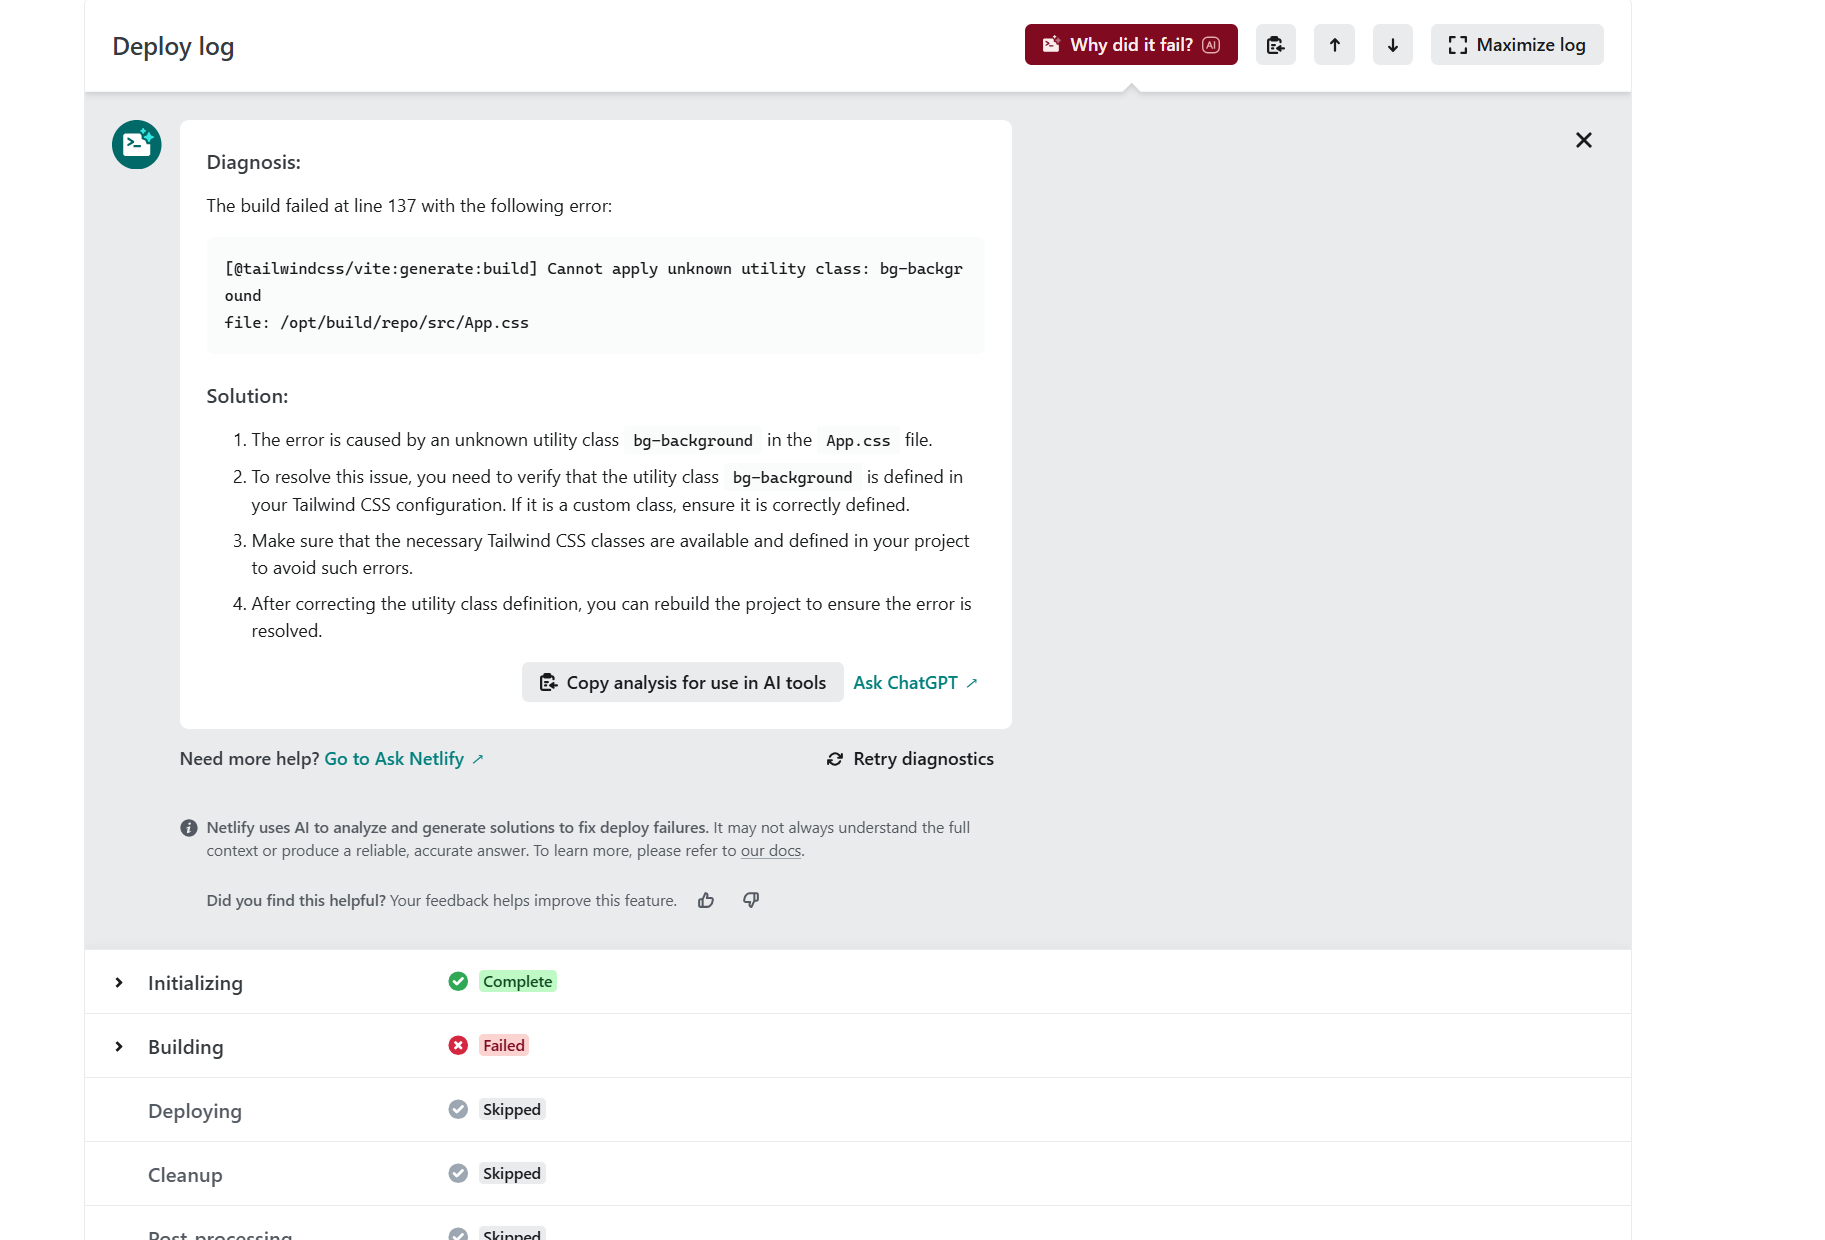 Deploy log
Why did it fail? AI
Maximize log
Diagnosis:
The build failed at line 137 with the following error:
[@tailwindcss/vite:generate:build] Cannot apply unknown utility class: bg-backgr
ound
file: /opt/build/repo/src/App.css
Solution:
1. The error is caused by an unknown utility class bg-background in the App.css file.
2. To resolve this issue, you need to verify that the utility class bg-background is defined in
your Tailwind CSS configuration. If it is a custom class, ensure it is correctly defined.
3. Make sure that the necessary Tailwind CSS classes are available and defined in your project
to avoid such errors.
4. After correcting the utility class definition, you can rebuild the project to ensure the error is
resolved.
Copy analysis for use in AI tools Ask ChatGPT
Need more help? Go to Ask Netlify
Retry diagnostics
Netlify uses AI to analyze and generate solutions to fix deploy failures. It may not always understand the full
context or produce a reliable, accurate answer. To learn more, please refer to our docs.
Did you find this helpful? Your feedback helps improve this feature.
Initializing Complete
Building Failed
Deploying Skipped
Cleanup Skipped
Post-processing Skipped